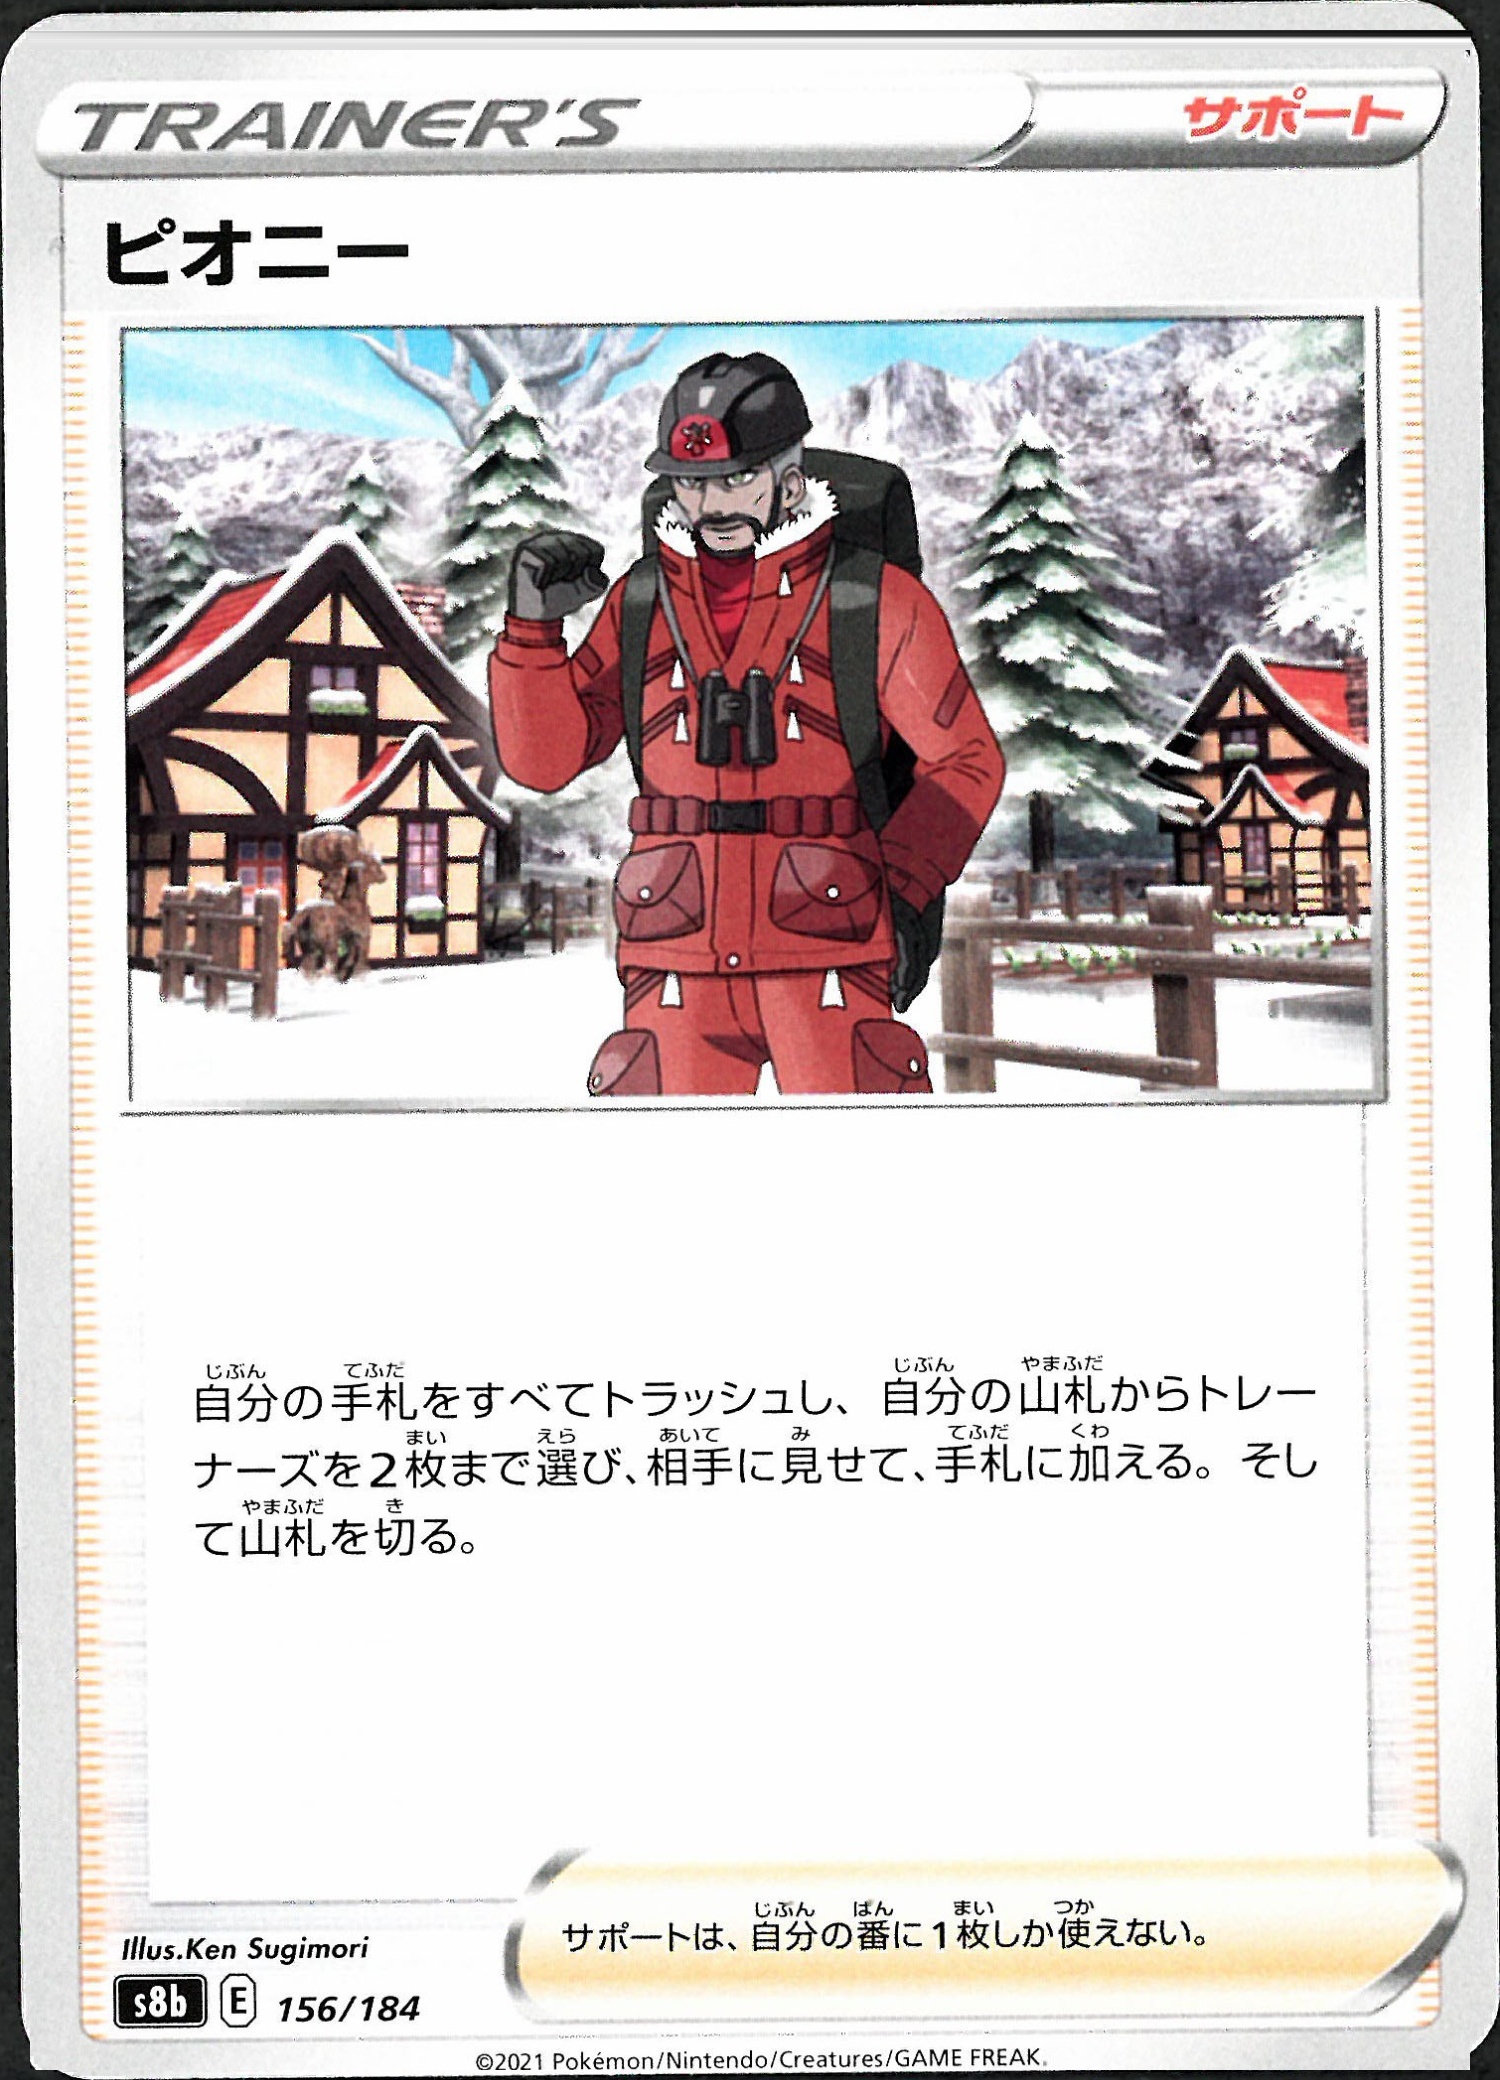 TRAINER'S
サポート
ピオニー
じぶん てふだ じぶん やまふだ
自分の手札をすべてトラッシュし、自分の山札からトレー
まい えら あいて み てふだ くわ
ナーズを2枚まで選び、相手に見せて、手札に加える。そし
やまふだ き
て山札を切る。
じぶん ばん まい つか
サポートは、自分の番に1枚しか使えない。
Illus.Ken Sugimori
s8b E 156/184
©2021 Pokémon/Nintendo/Creatures/GAME FREAK.